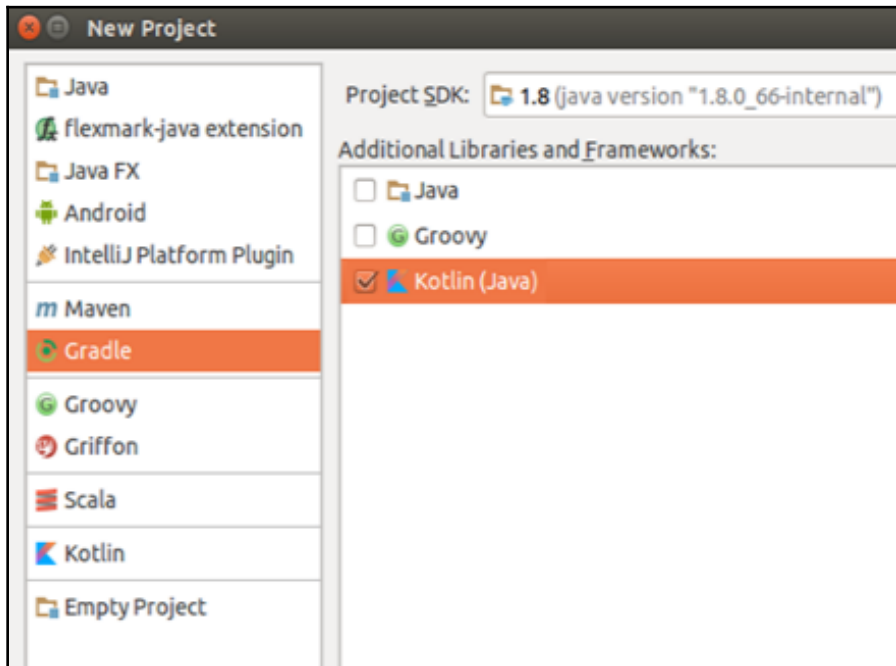 New Project
Java
flexmark-java extension
Java FX
Android
IntelliJ Platform Plugin
m Maven
Gradle
Groovy
Griffon
Scala
Kotlin
Empty Project
Project SDK: 1.8 (java version "1.8.0_66-internal")
Additional Libraries and Frameworks:
Java
Groovy
Kotlin (Java)